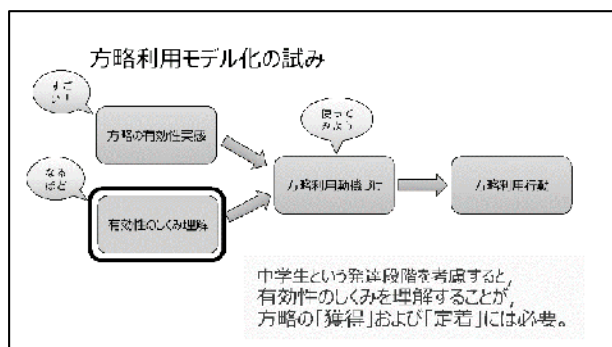 方略利用モデル化の試み
すご
い！
方略の有効性実感
使って
みよう
なる
ほど
方略利用動機づけ
方略利用行動
有効性のしくみ理解
中学生という発達段階を考慮すると，
有効性のしくみを理解することが，
方略の「獲得」および「定着」には必要。